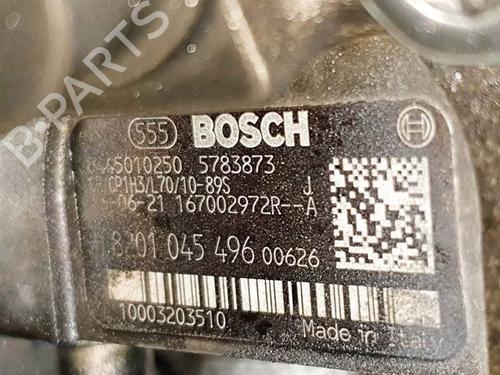 B-PARTS
555 BOSCH
445010250 5783873
CP1H3/L70/10-89S J
06-21 167002972R--A
8201 045 496 00626
10003203510
Made in Italy